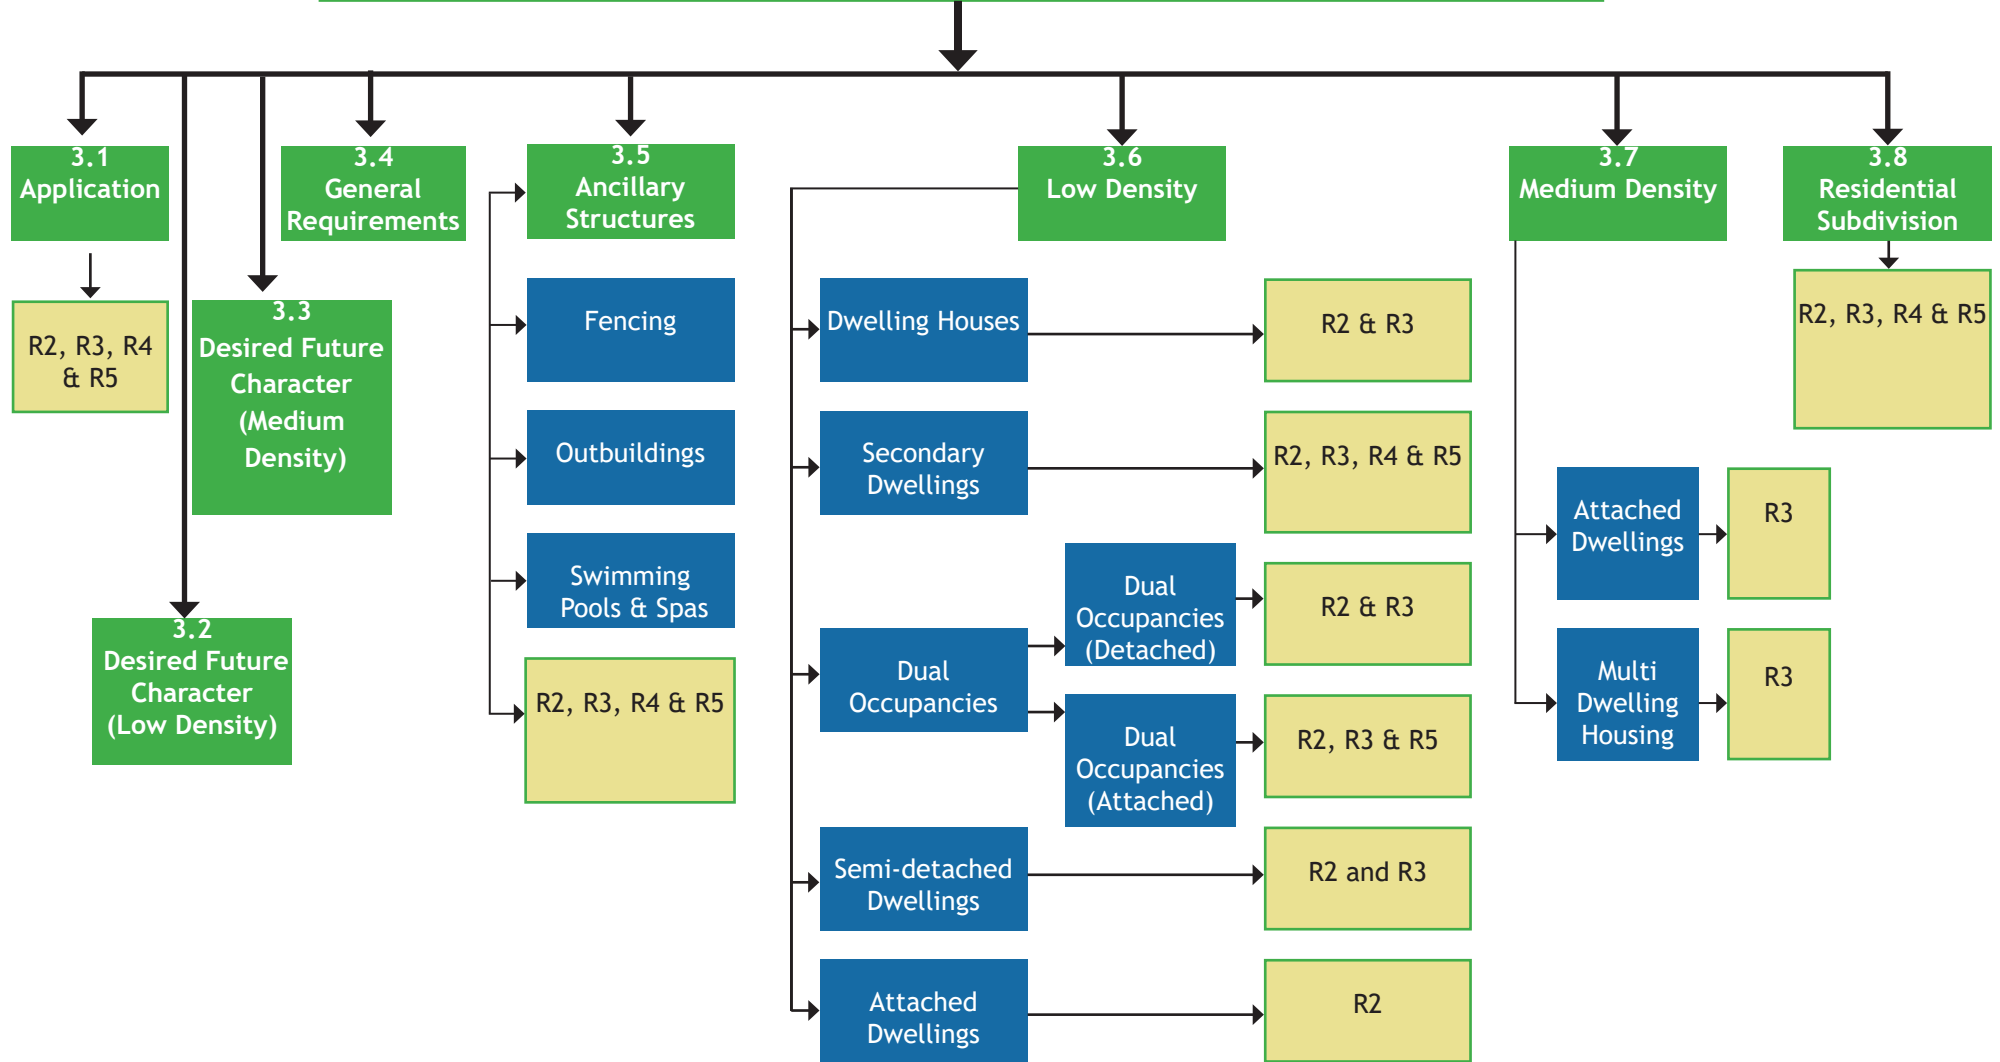 3.1
Application
R2, R3, R4
& R5
3.2
Desired Future
Character
(Low Density)
3.3
Desired Future
Character
(Medium
Density)
3.4
General
Requirements
3.5
Ancillary
Structures
Fencing
Outbuildings
Swimming
Pools & Spas
R2, R3, R4 & R5
3.6
Low Density
Dwelling Houses
R2 & R3
Secondary
Dwellings
R2, R3, R4 & R5
Dual
Occupancies
Dual
Occupancies
(Detached)
R2 & R3
Dual
Occupancies
(Attached)
R2, R3 & R5
Semi-detached
Dwellings
R2 and R3
Attached
Dwellings
R2
3.7
Medium Density
Attached
Dwellings
R3
Multi
Dwelling
Housing
R3
3.8
Residential
Subdivision
R2, R3, R4 & R5